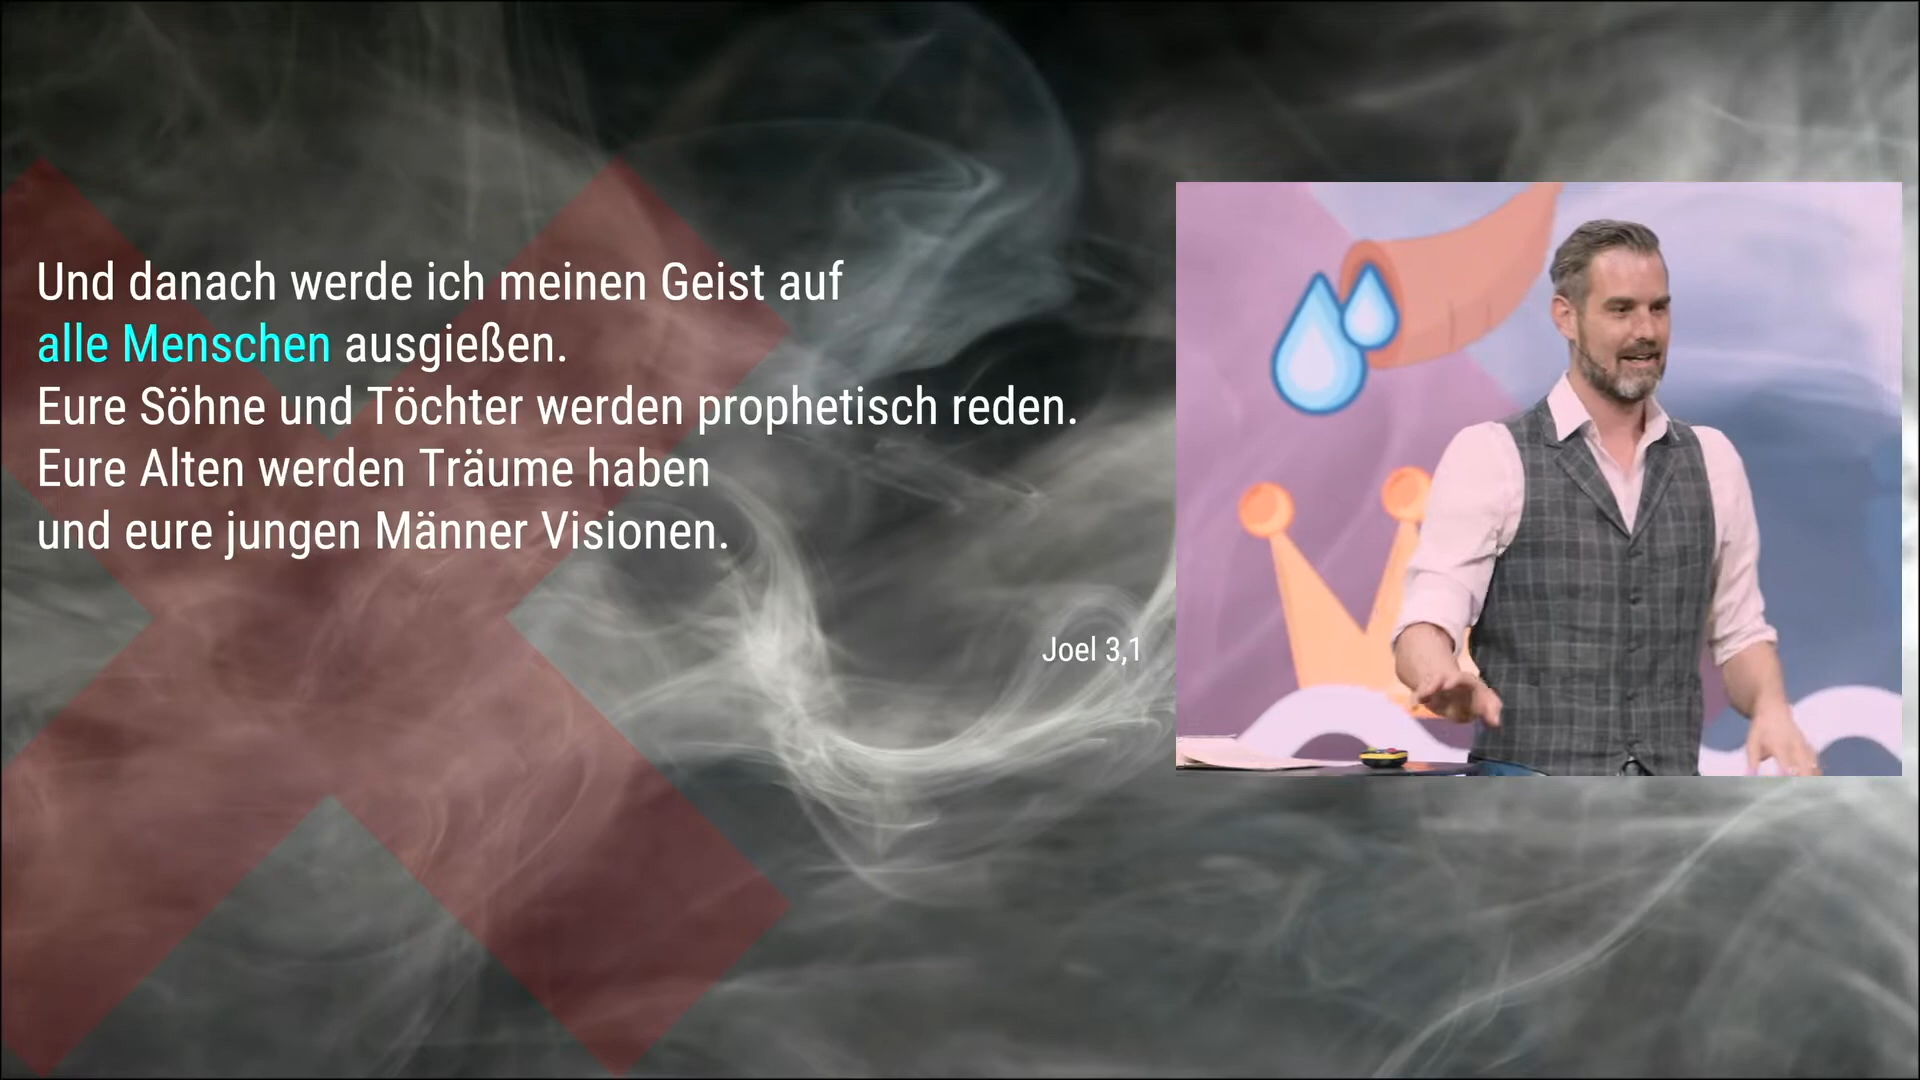 Und danach werde ich meinen Geist auf
alle Menschen ausgießen.
Eure Söhne und Töchter werden prophetisch reden.
Eure Alten werden Träume haben
und eure jungen Männer Visionen.
Joel 3,1